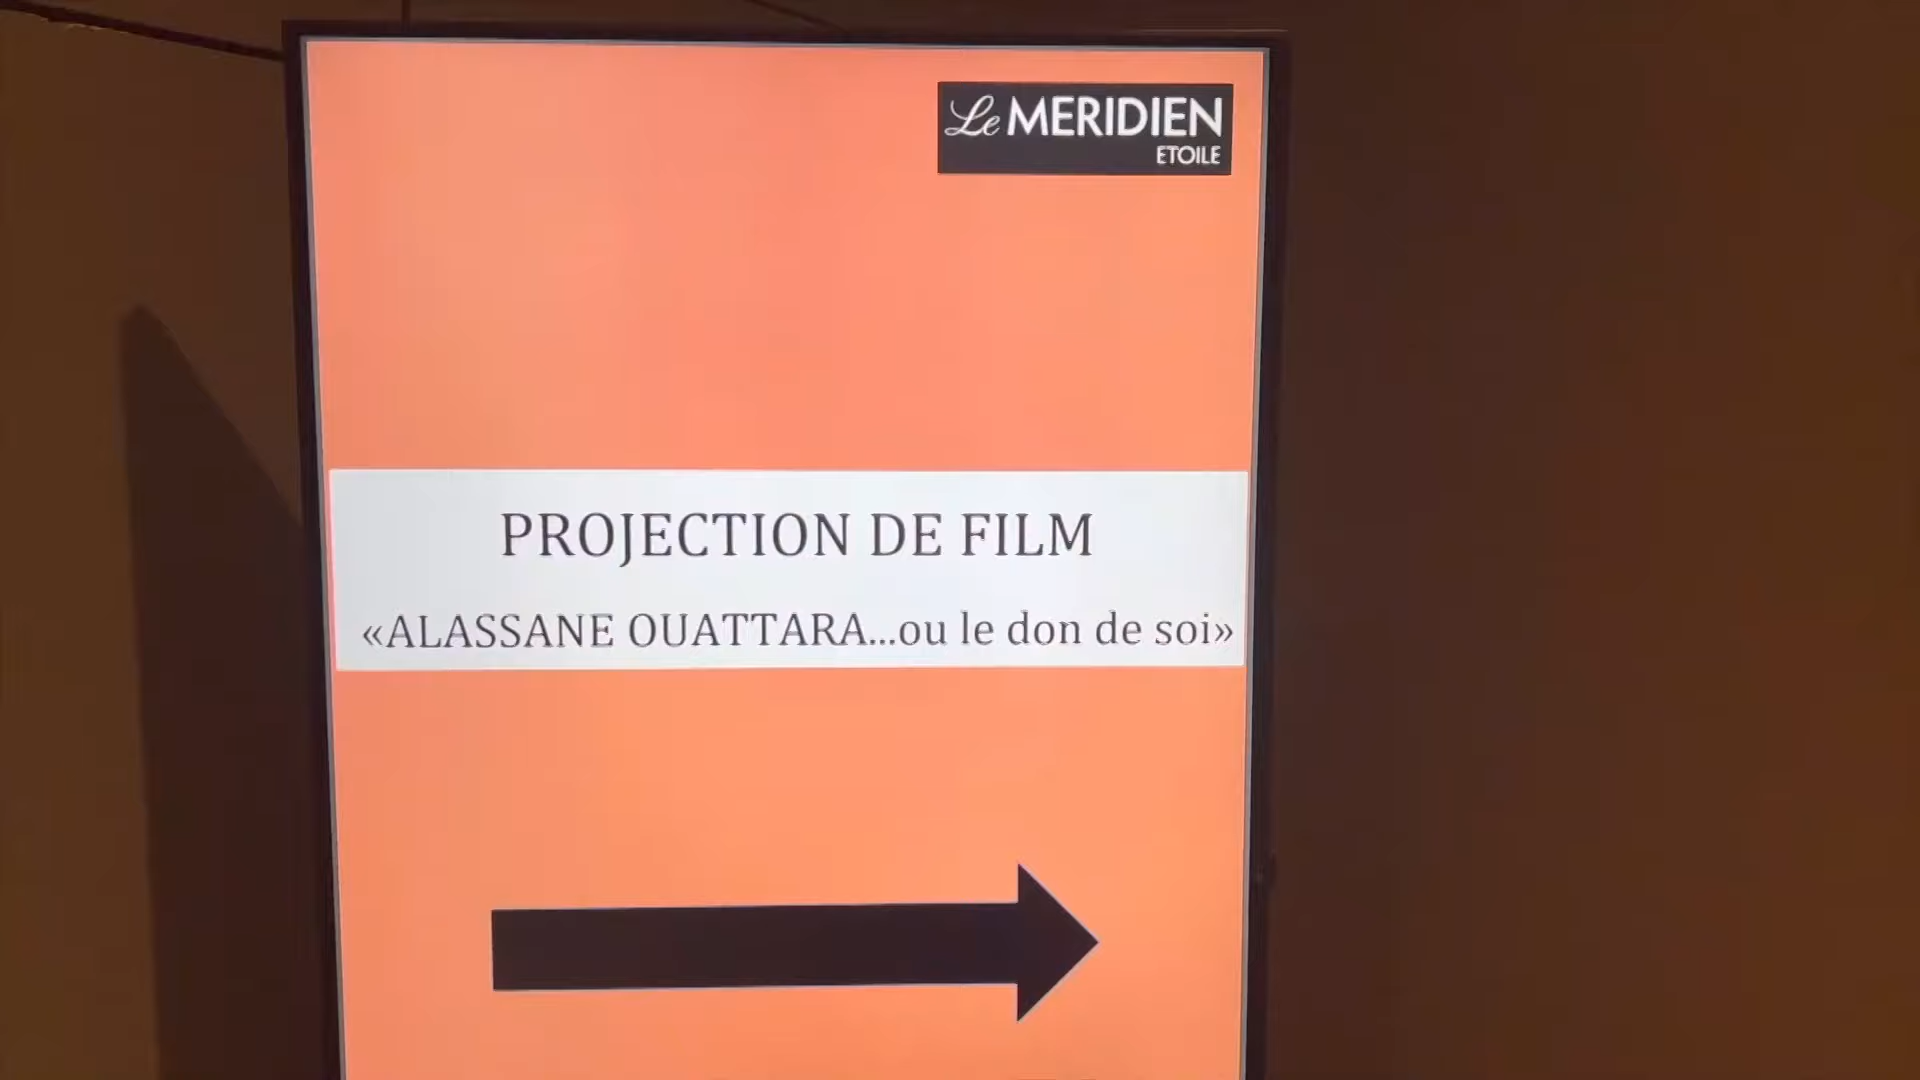 Le MERIDIEN
ETOILE
PROJECTION DE FILM
«ALASSANE OUATTARA...ou le don de soi»